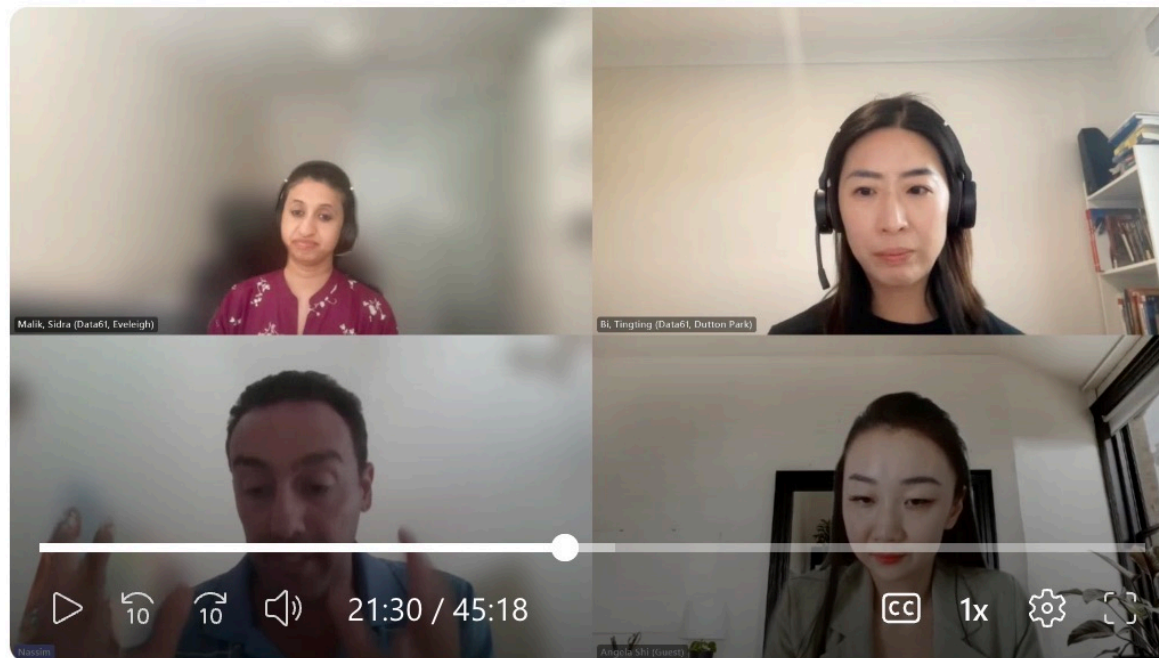 Malik, Sidra (Data61, Eveleigh)
Bi, Tingting (Data61, Dutton Park)
10
10
21:30 / 45:18
CC
1x
Nassim
Angela Shi (Guest)